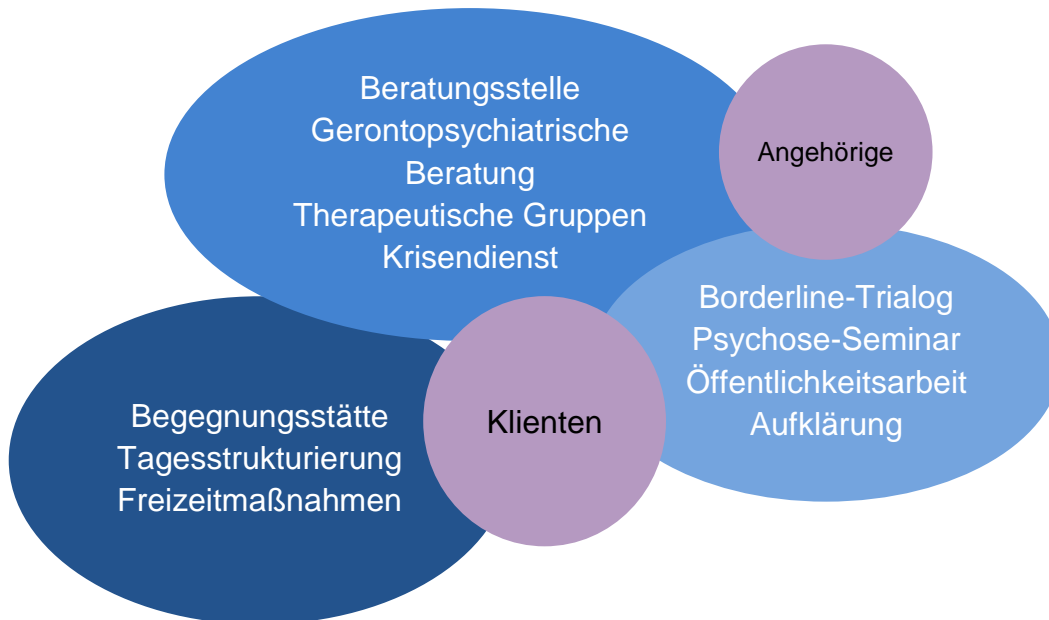 Beratungsstelle
Gerontopsychiatrische
Beratung
Therapeutische Gruppen
Krisendienst
Angehörige
Borderline-Trialog
Psychose-Seminar
Öffentlichkeitsarbeit
Aufklärung
Begegnungsstätte
Tagesstrukturierung
Freizeitmaßnahmen
Klienten